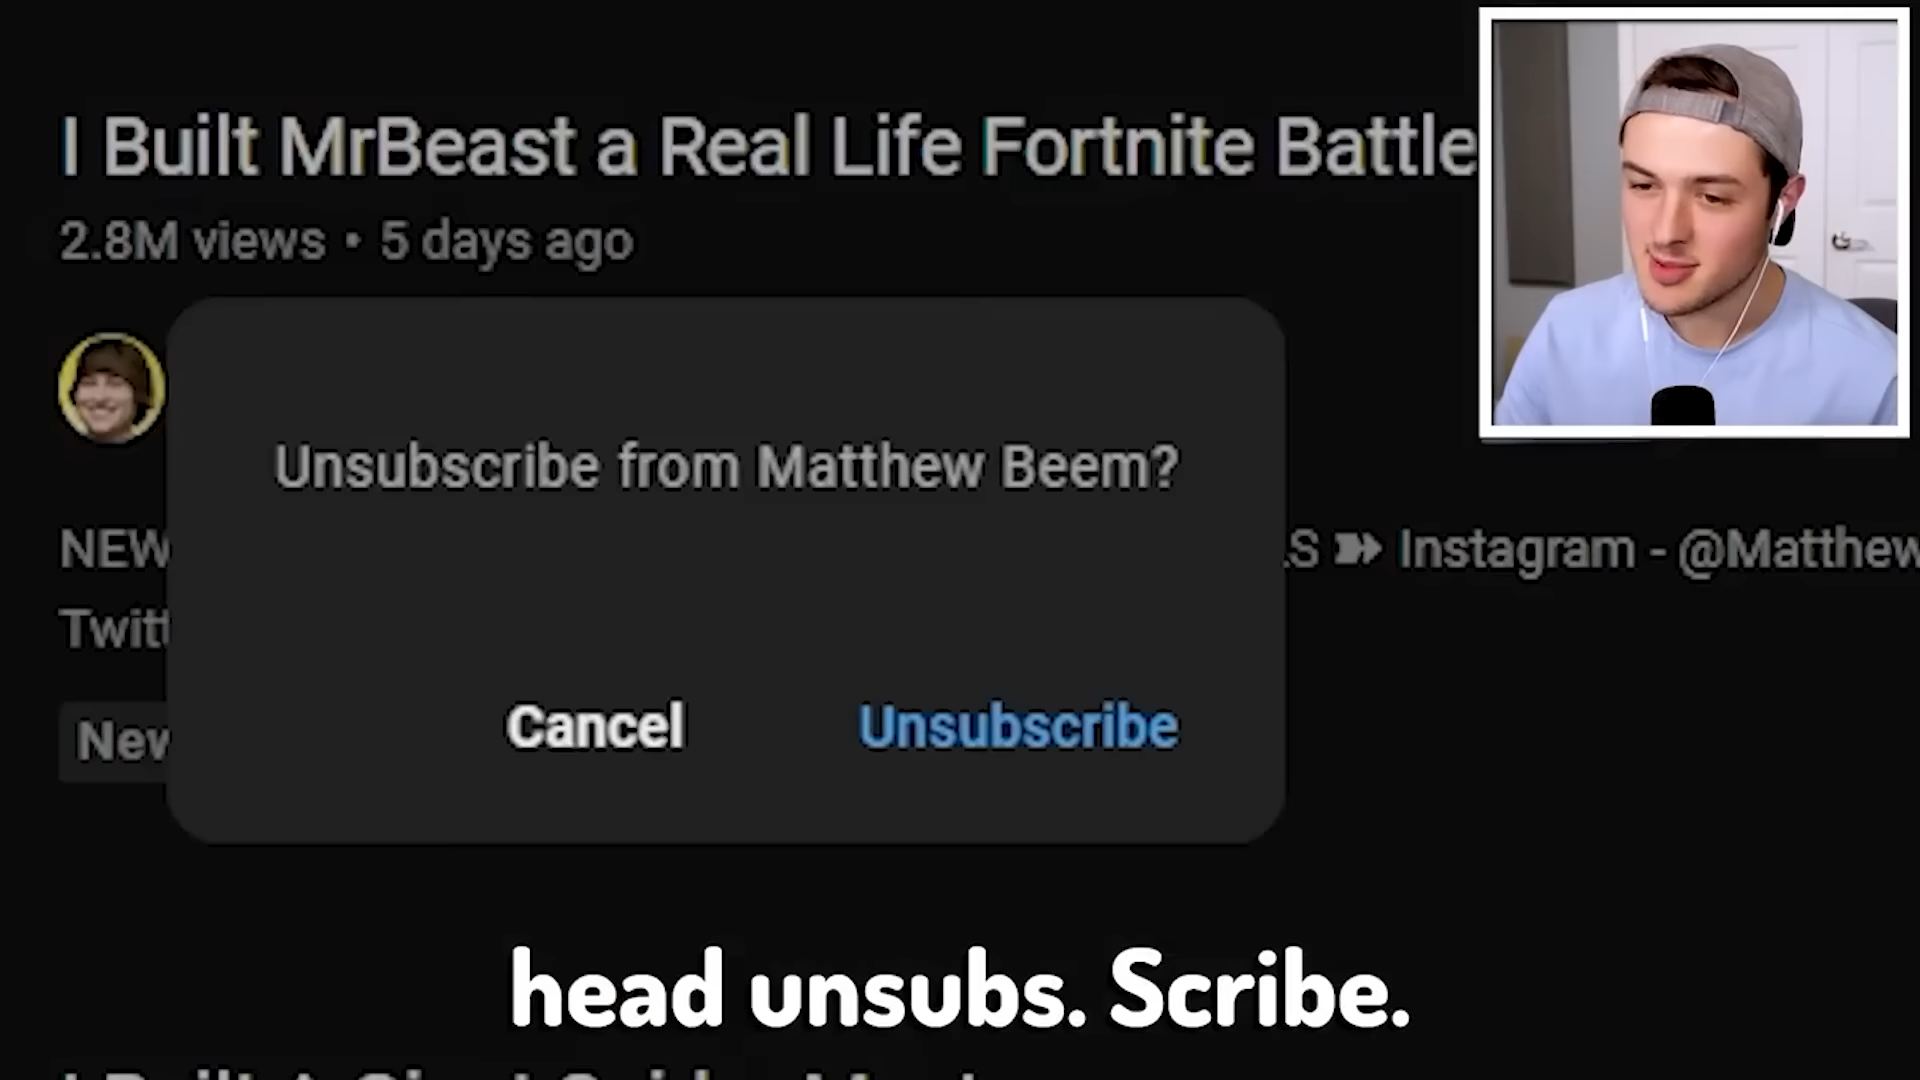 I Built MrBeast a Real Life Fortnite Battle
2.8M views • 5 days ago
Unsubscribe from Matthew Beem?
NEW
LS ➽ Instagram - @Matthew
Twitt
Cancel Unsubscribe
New
head unsubs. Scribe.